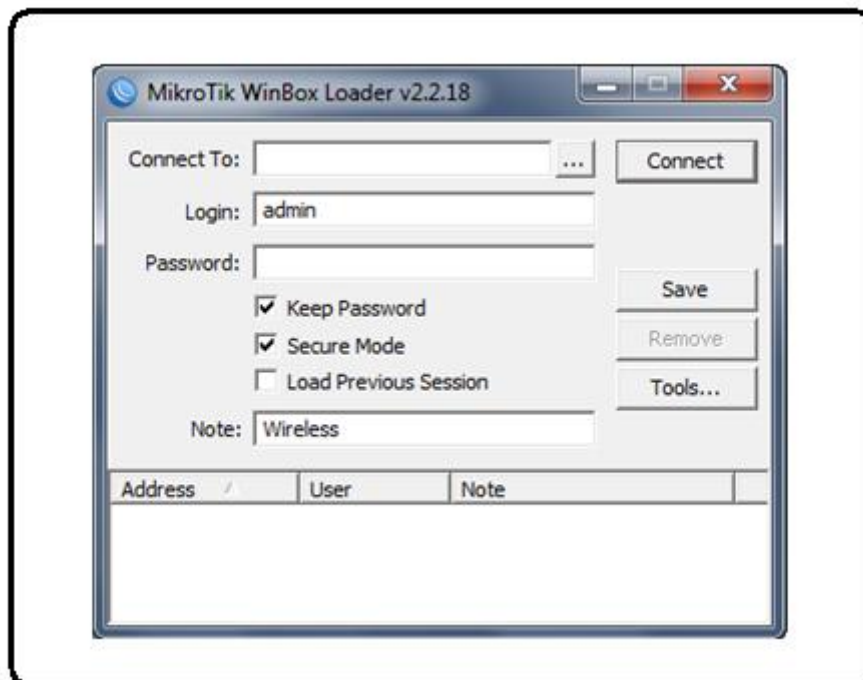 MikroTik WinBox Loader v2.2.18
Connect To: ... Connect
Login: admin
Password:
Keep Password
Save
Secure Mode
Remove
Load Previous Session
Tools...
Note: Wireless
Address User Note